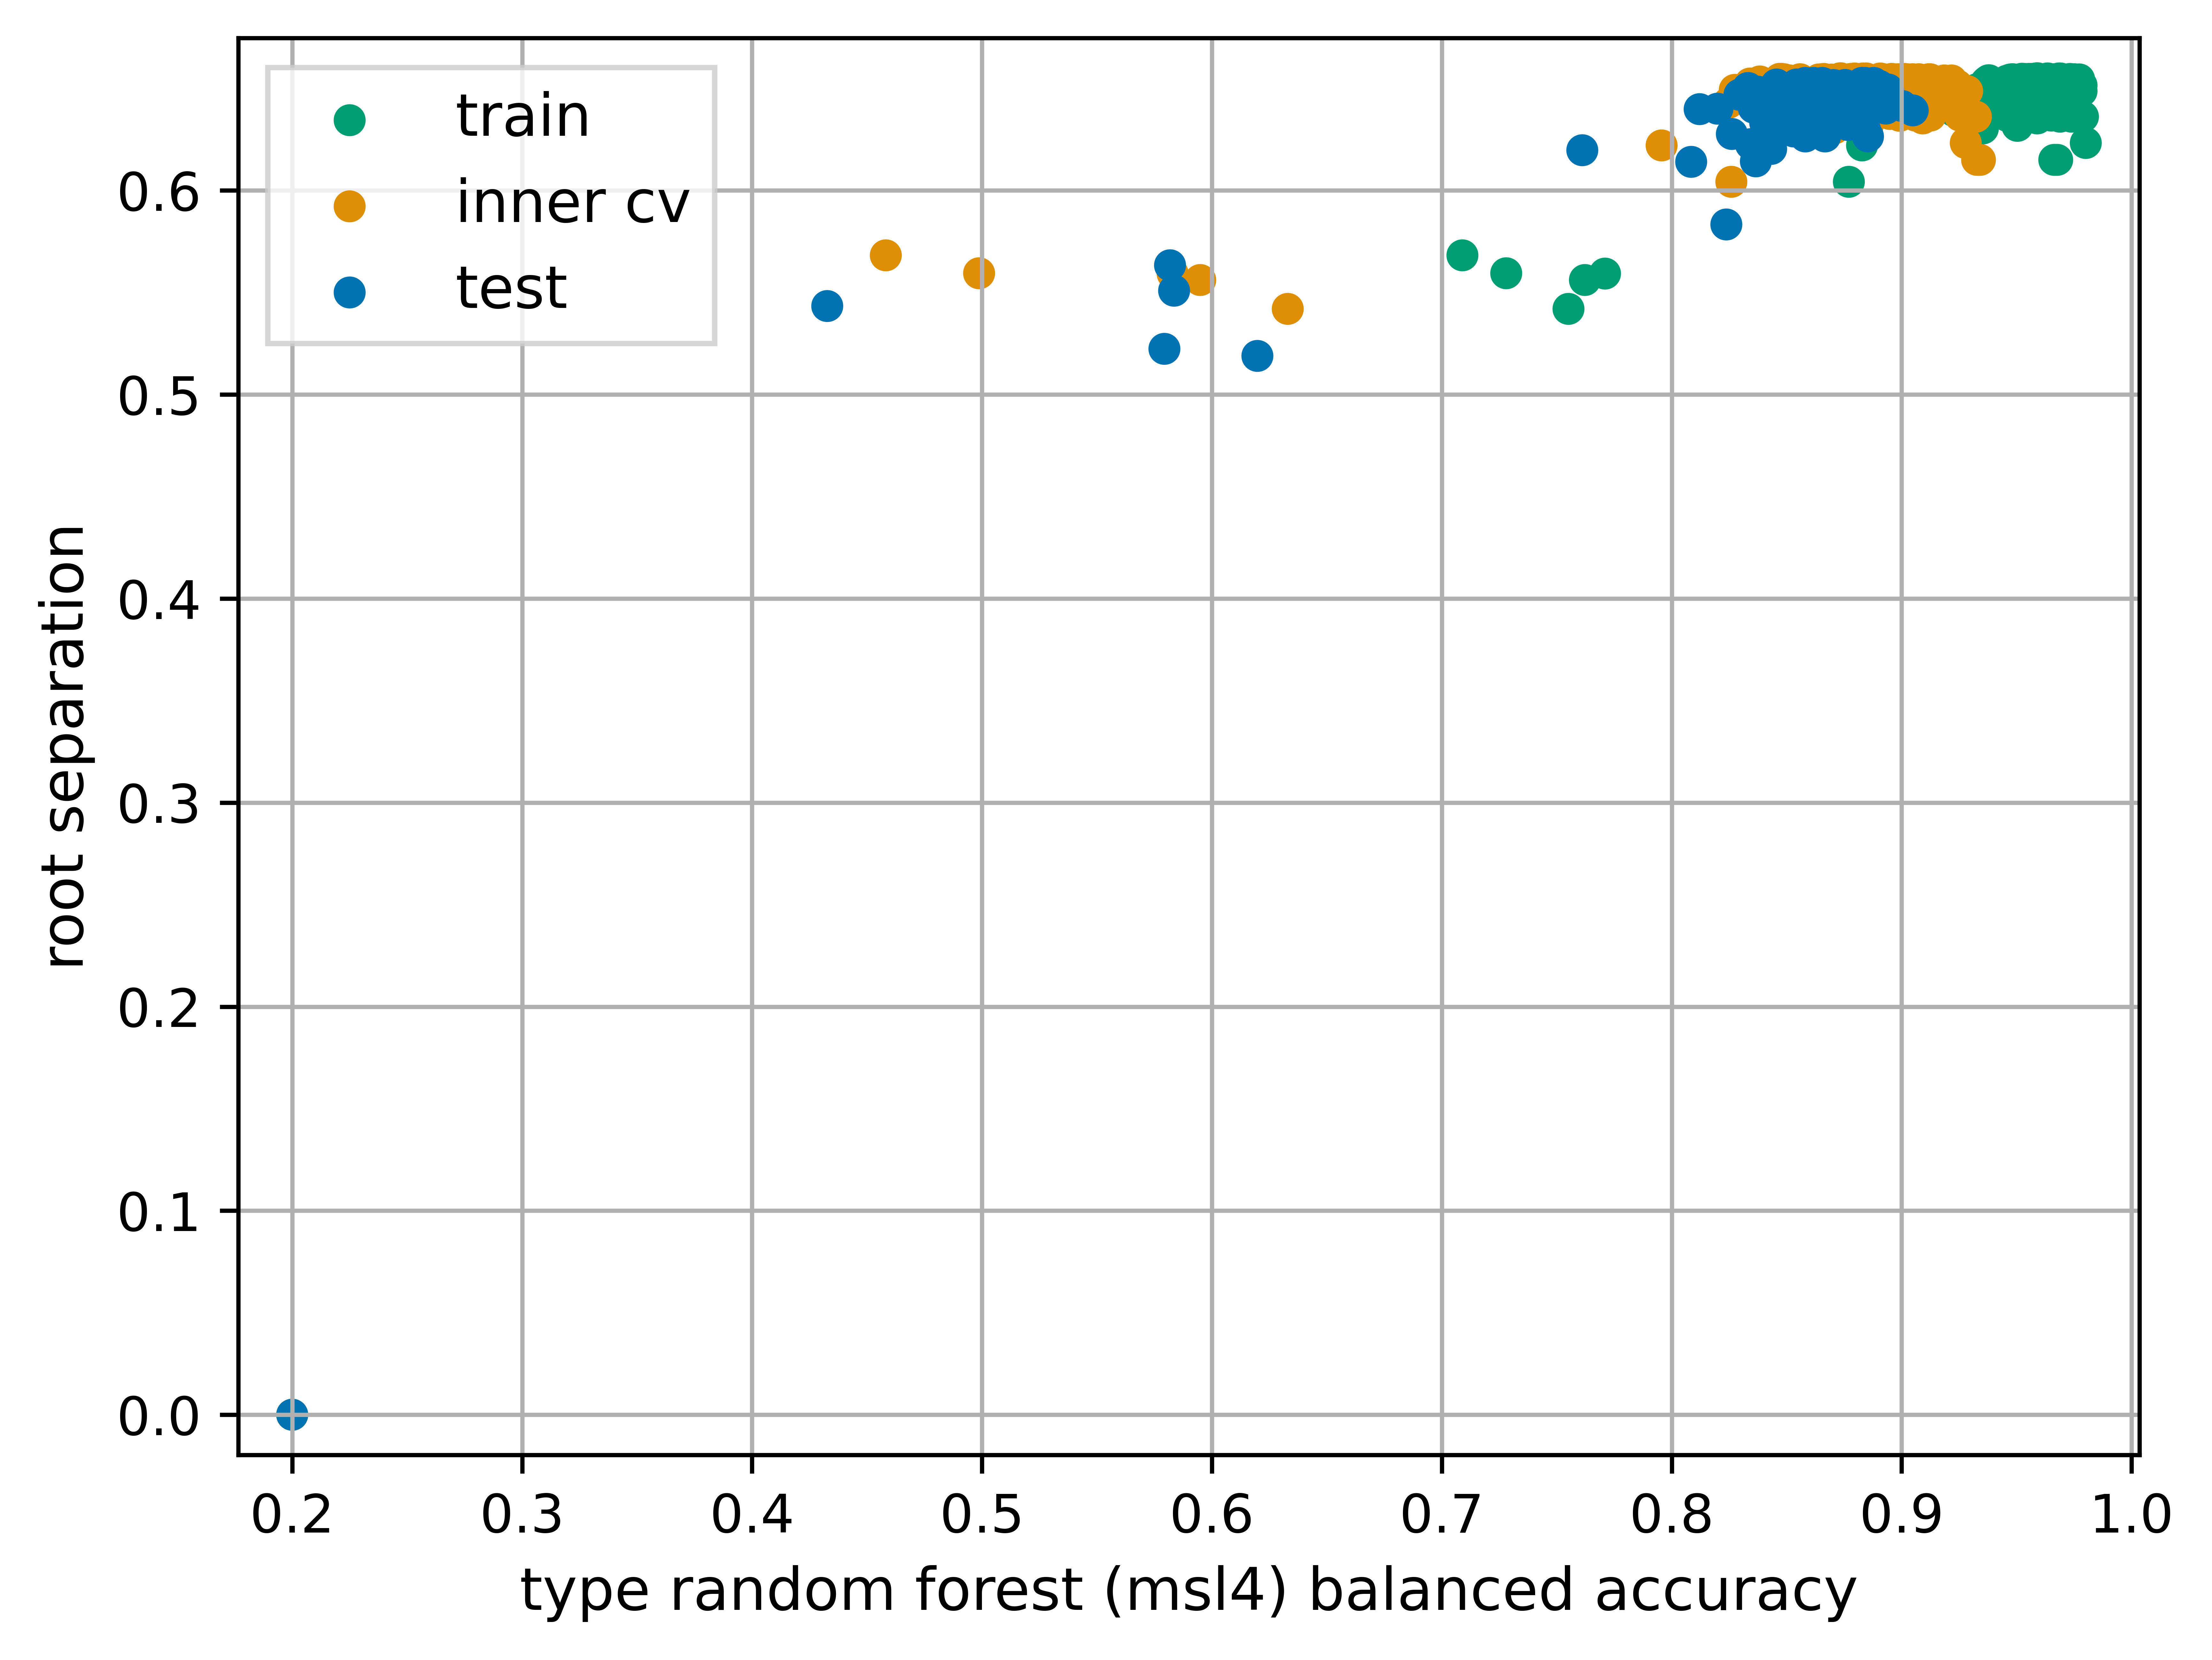 train
inner cv
test
0.6
0.5
0.4
0.3
0.2
0.1
0.0
root separation
0.2 0.3 0.4 0.5 0.6 0.7 0.8 0.9 1.0
type random forest (msl4) balanced accuracy